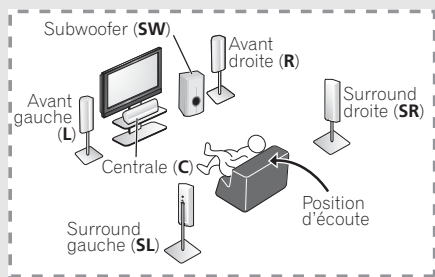 Subwoofer (SW)
Avant
droite (R)
Avant
gauche
(L)
Surround
droite (SR)
Centrale (C)
Position
d'écoute
Surround
gauche (SL)